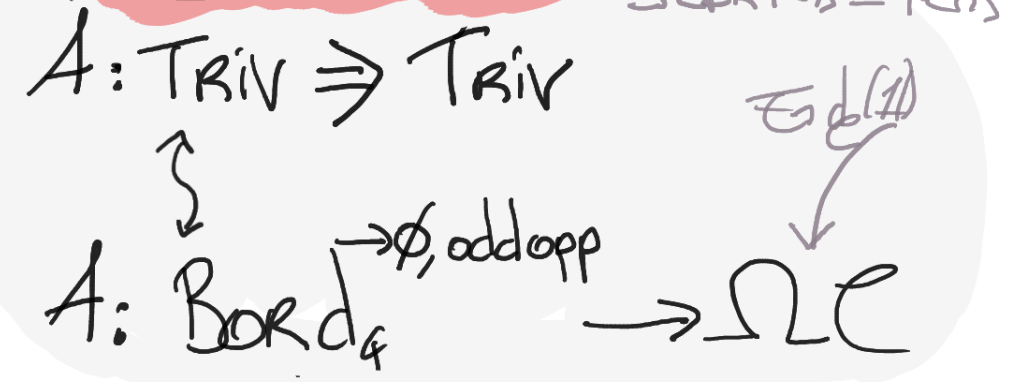 A: TRiV ⇒ TRiV
End(1)
A: BORd₄ →∅, oddopp → ΩC